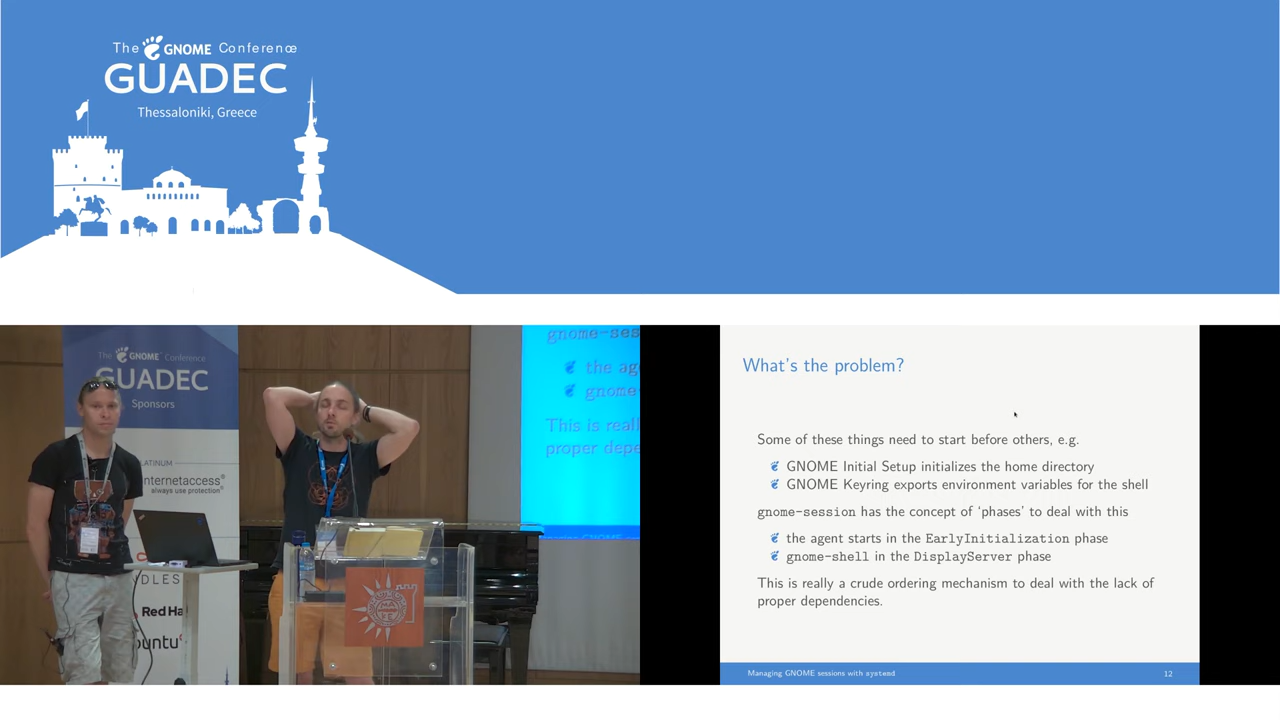 The GNOME Conference
GUADEC
Thessaloniki, Greece
The GNOME Conference
GUADEC
Sponsors
PLATINUM
internetaccess®
always use protection®
NDLES
Red Ha
untu
gnome-ses
the ag
gnome-
This is reall
proper depe
What's the problem?
Some of these things need to start before others, e.g.
GNOME Initial Setup initializes the home directory
GNOME Keyring exports environment variables for the shell
gnome-session has the concept of 'phases' to deal with this
the agent starts in the EarlyInitialization phase
gnome-shell in the DisplayServer phase
This is really a crude ordering mechanism to deal with the lack of
proper dependencies.
Managing GNOME sessions with systemd
12